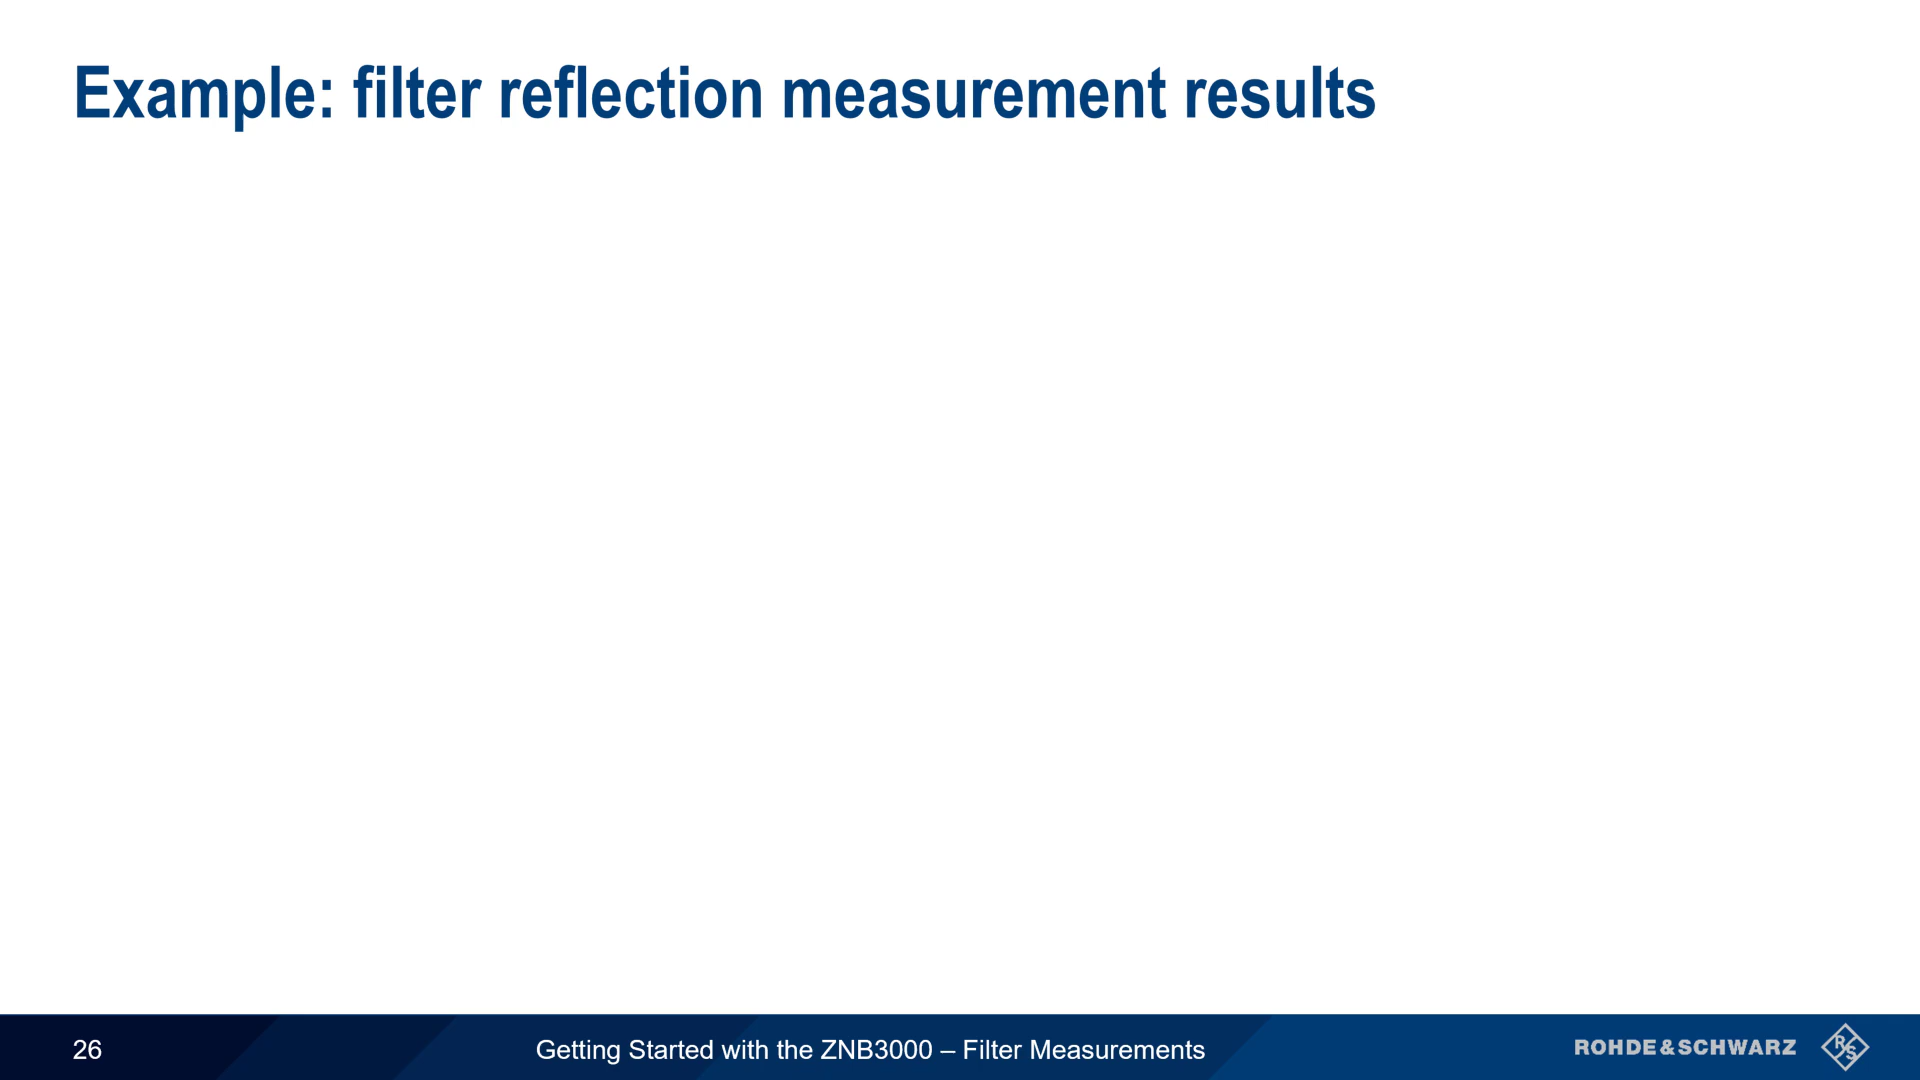 Example: filter reflection measurement results
26
Getting Started with the ZNB3000 – Filter Measurements
ROHDE&SCHWARZ
R&S